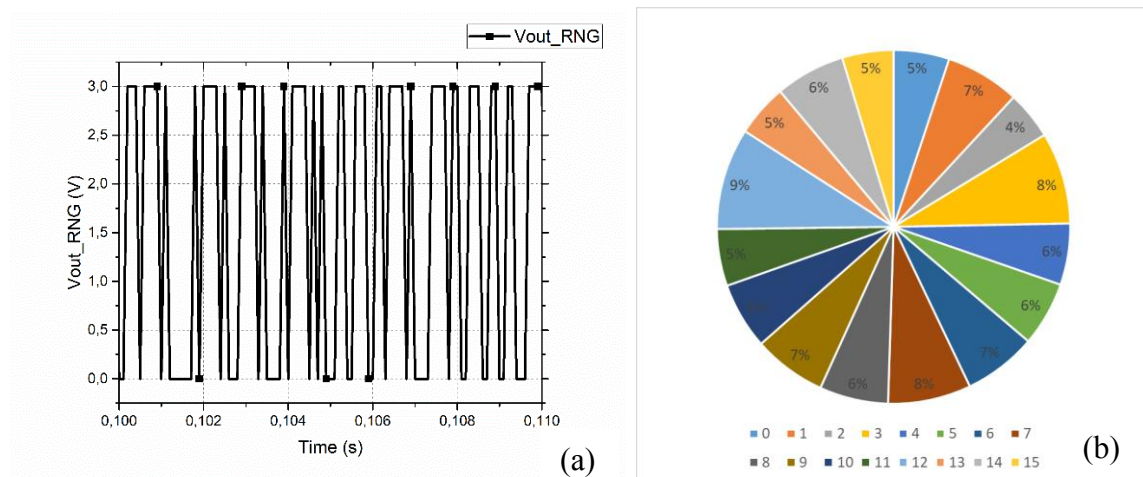 Vout_RNG
3,0
2,5
2,0
1,5
1,0
0,5
0,0
Vout_RNG (V)
0,100 0,102 0,104 0,106 0,108 0,110
Time (s)
(a)
5% 5%
6% 7%
5% 4%
9% 8%
5% 6%
6%
7% 7%
6% 8%
0 1 2 3 4 5 6 7
8 9 10 11 12 13 14 15
(b)